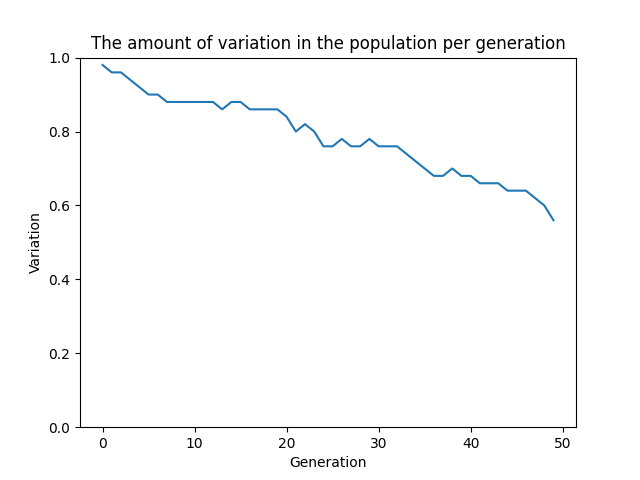 The amount of variation in the population per generation
1.0
0.8
0.6
0.4
0.2
0.0
Variation
0 10 20 30 40 50
Generation